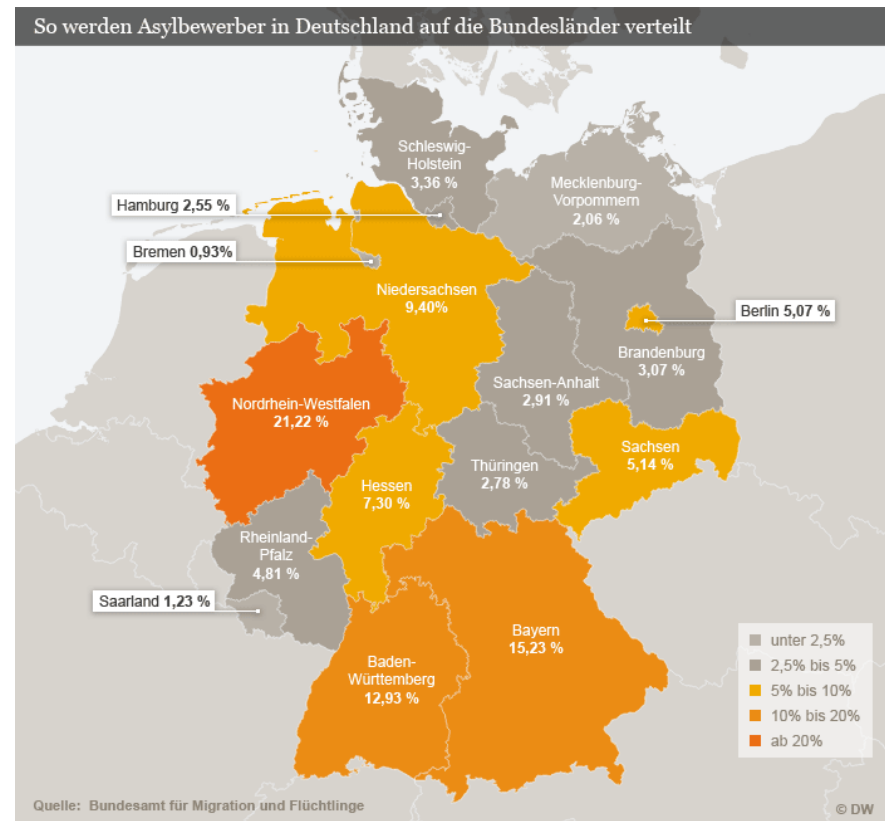 So werden Asylbewerber in Deutschland auf die Bundesländer verteilt
Schleswig-
Holstein
3,36 %
Mecklenburg-
Vorpommern
2,06 %
Hamburg 2,55 %
Bremen 0,93%
Niedersachsen
9,40%
Berlin 5,07 %
Brandenburg
3,07 %
Sachsen-Anhalt
2,91 %
Nordrhein-Westfalen
21,22 %
Sachsen
5,14 %
Thüringen
2,78 %
Hessen
7,30 %
Rheinland-
Pfalz
4,81 %
Saarland 1,23 %
Bayern
15,23 %
Baden-
Württemberg
12,93 %
unter 2,5%
2,5% bis 5%
5% bis 10%
10% bis 20%
ab 20%
Quelle: Bundesamt für Migration und Flüchtlinge
© DW